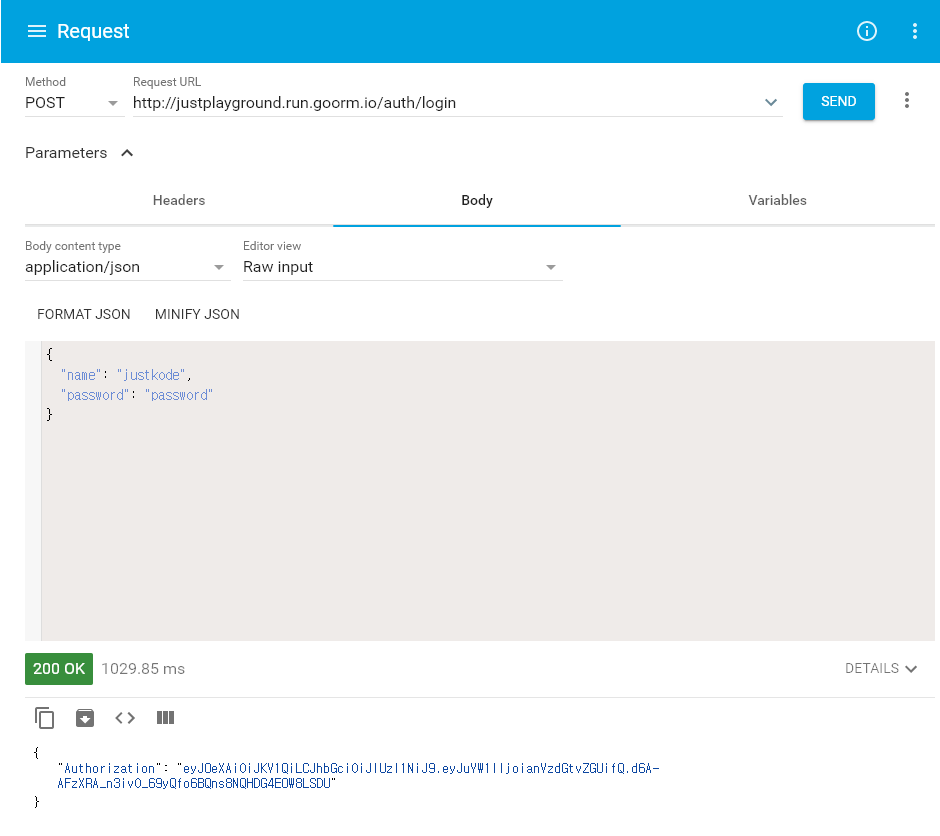 Request
Method
POST
Request URL
http://justplayground.run.goorm.io/auth/login
SEND
Parameters
Headers
Body
Variables
Body content type
application/json
Editor view
Raw input
FORMAT JSON
MINIFY JSON
{
"name": "justkode",
"password": "password"
}
200 OK
1029.85 ms
DETAILS
{
"Authorization": "eyJ0eXAiOiJKV1QiLCJhbGciOiJIUzI1NiJ9.eyJuYW1lIjoianVzdGtvZGUifQ.d6A-
AFzXRA_n3ivO_69yQfo6BQns8NQHDG4EOW8LSDU"
}